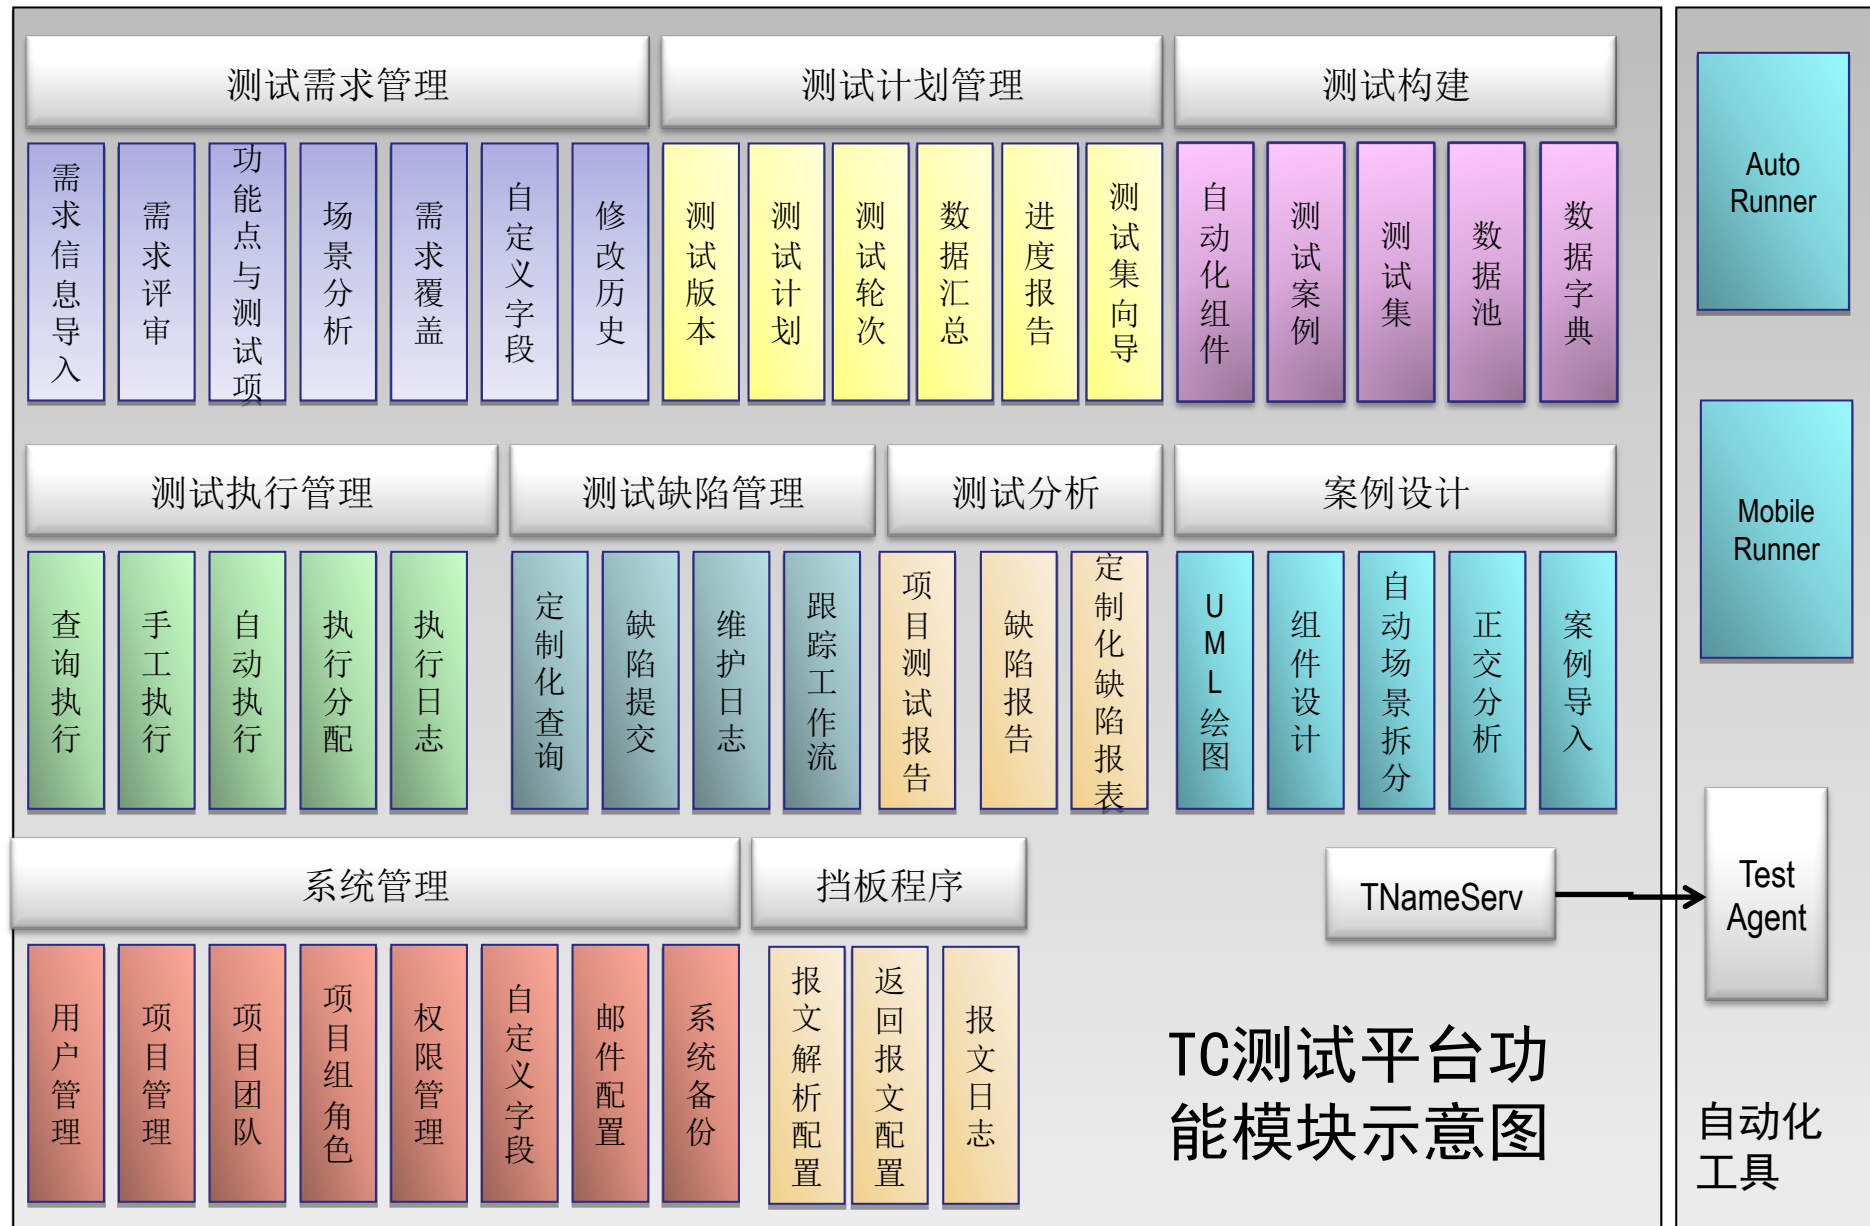 测试需求管理
测试计划管理
测试构建
需求信息导入
需求评审
功能点与测试项
场景分析
需求覆盖
自定义字段
修改历史
测试版本
测试计划
测试轮次
数据汇总
进度报告
测试集向导
自动化组件
测试案例
测试集
数据池
数据字典
测试执行管理
测试缺陷管理
测试分析
案例设计
查询执行
手工执行
自动执行
执行分配
执行日志
定制化查询
缺陷提交
维护日志
跟踪工作流
项目测试报告
缺陷报告
定制化缺陷报表
UML绘图
组件设计
自动场景拆分
正交分析
案例导入
系统管理
挡板程序
TNameServ
用户管理
项目管理
项目团队
项目组角色
权限管理
自定义字段
邮件配置
系统备份
报文解析配置
返回报文配置
报文日志
TC测试平台功
能模块示意图
Auto
Runner
Mobile
Runner
Test
Agent
自动化
工具